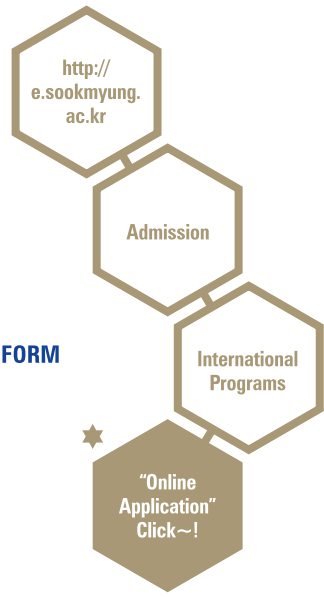 http://
e.sookmyung.
ac.kr
Admission
FORM
International
Programs
“Online
Application”
Click~!